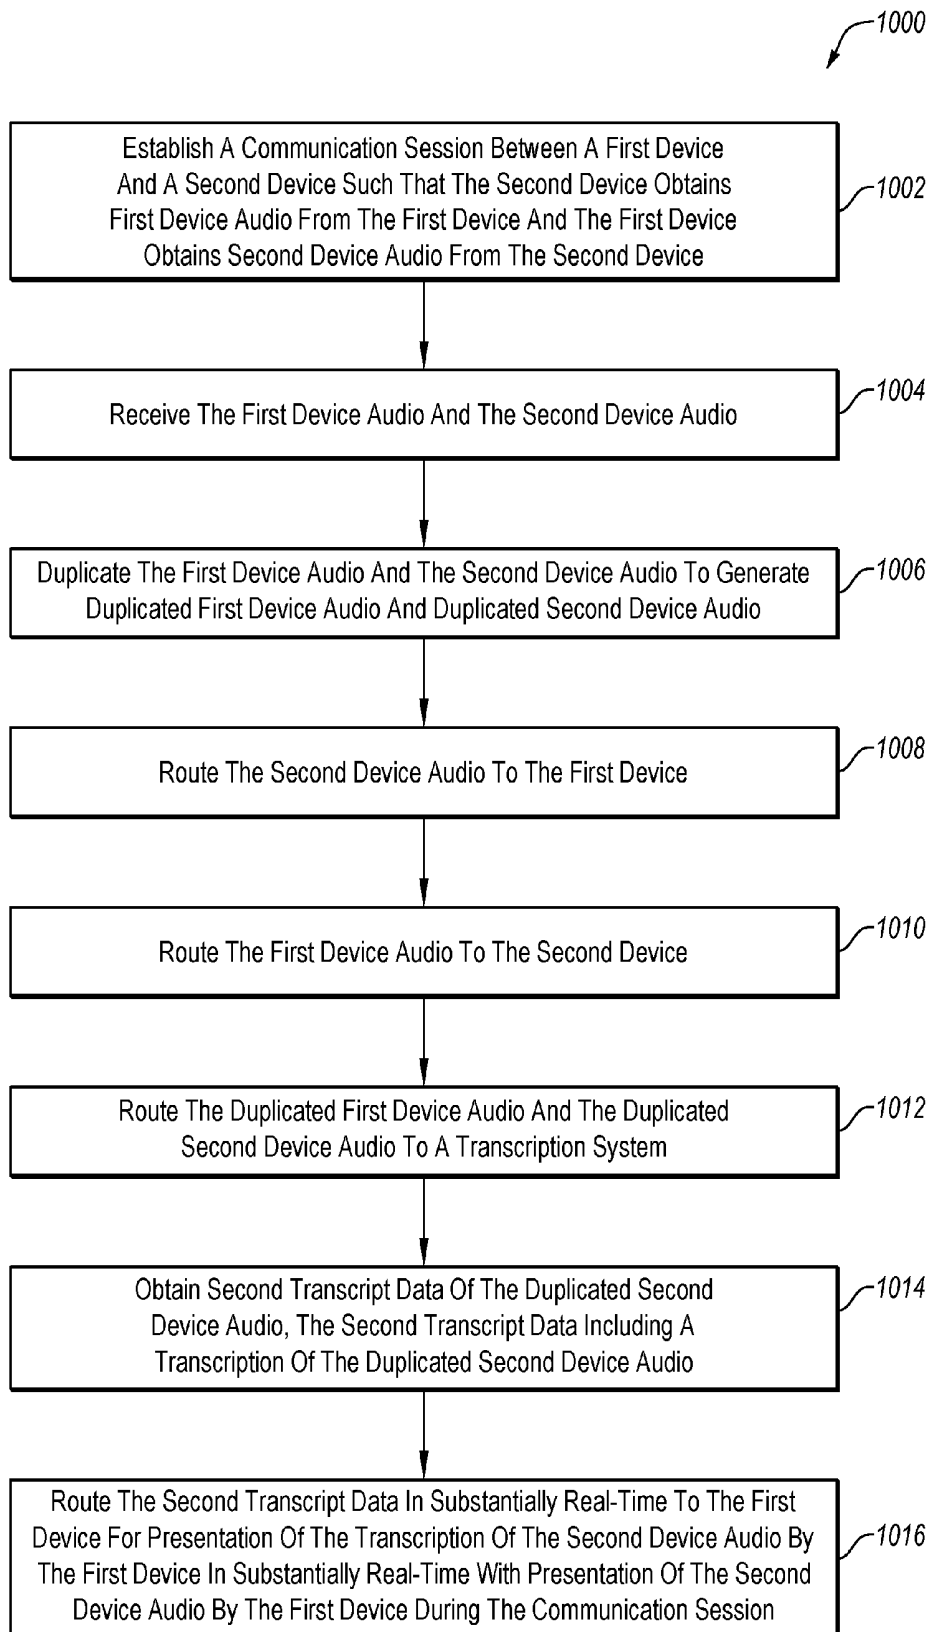 1000
Establish A Communication Session Between A First Device
And A Second Device Such That The Second Device Obtains
First Device Audio From The First Device And The First Device
Obtains Second Device Audio From The Second Device
1002
Receive The First Device Audio And The Second Device Audio
1004
Duplicate The First Device Audio And The Second Device Audio To Generate
Duplicated First Device Audio And Duplicated Second Device Audio
1006
Route The Second Device Audio To The First Device
1008
Route The First Device Audio To The Second Device
1010
Route The Duplicated First Device Audio And The Duplicated
Second Device Audio To A Transcription System
1012
Obtain Second Transcript Data Of The Duplicated Second
Device Audio, The Second Transcript Data Including A
Transcription Of The Duplicated Second Device Audio
1014
Route The Second Transcript Data In Substantially Real-Time To The First
Device For Presentation Of The Transcription Of The Second Device Audio By
The First Device In Substantially Real-Time With Presentation Of The Second
Device Audio By The First Device During The Communication Session
1016